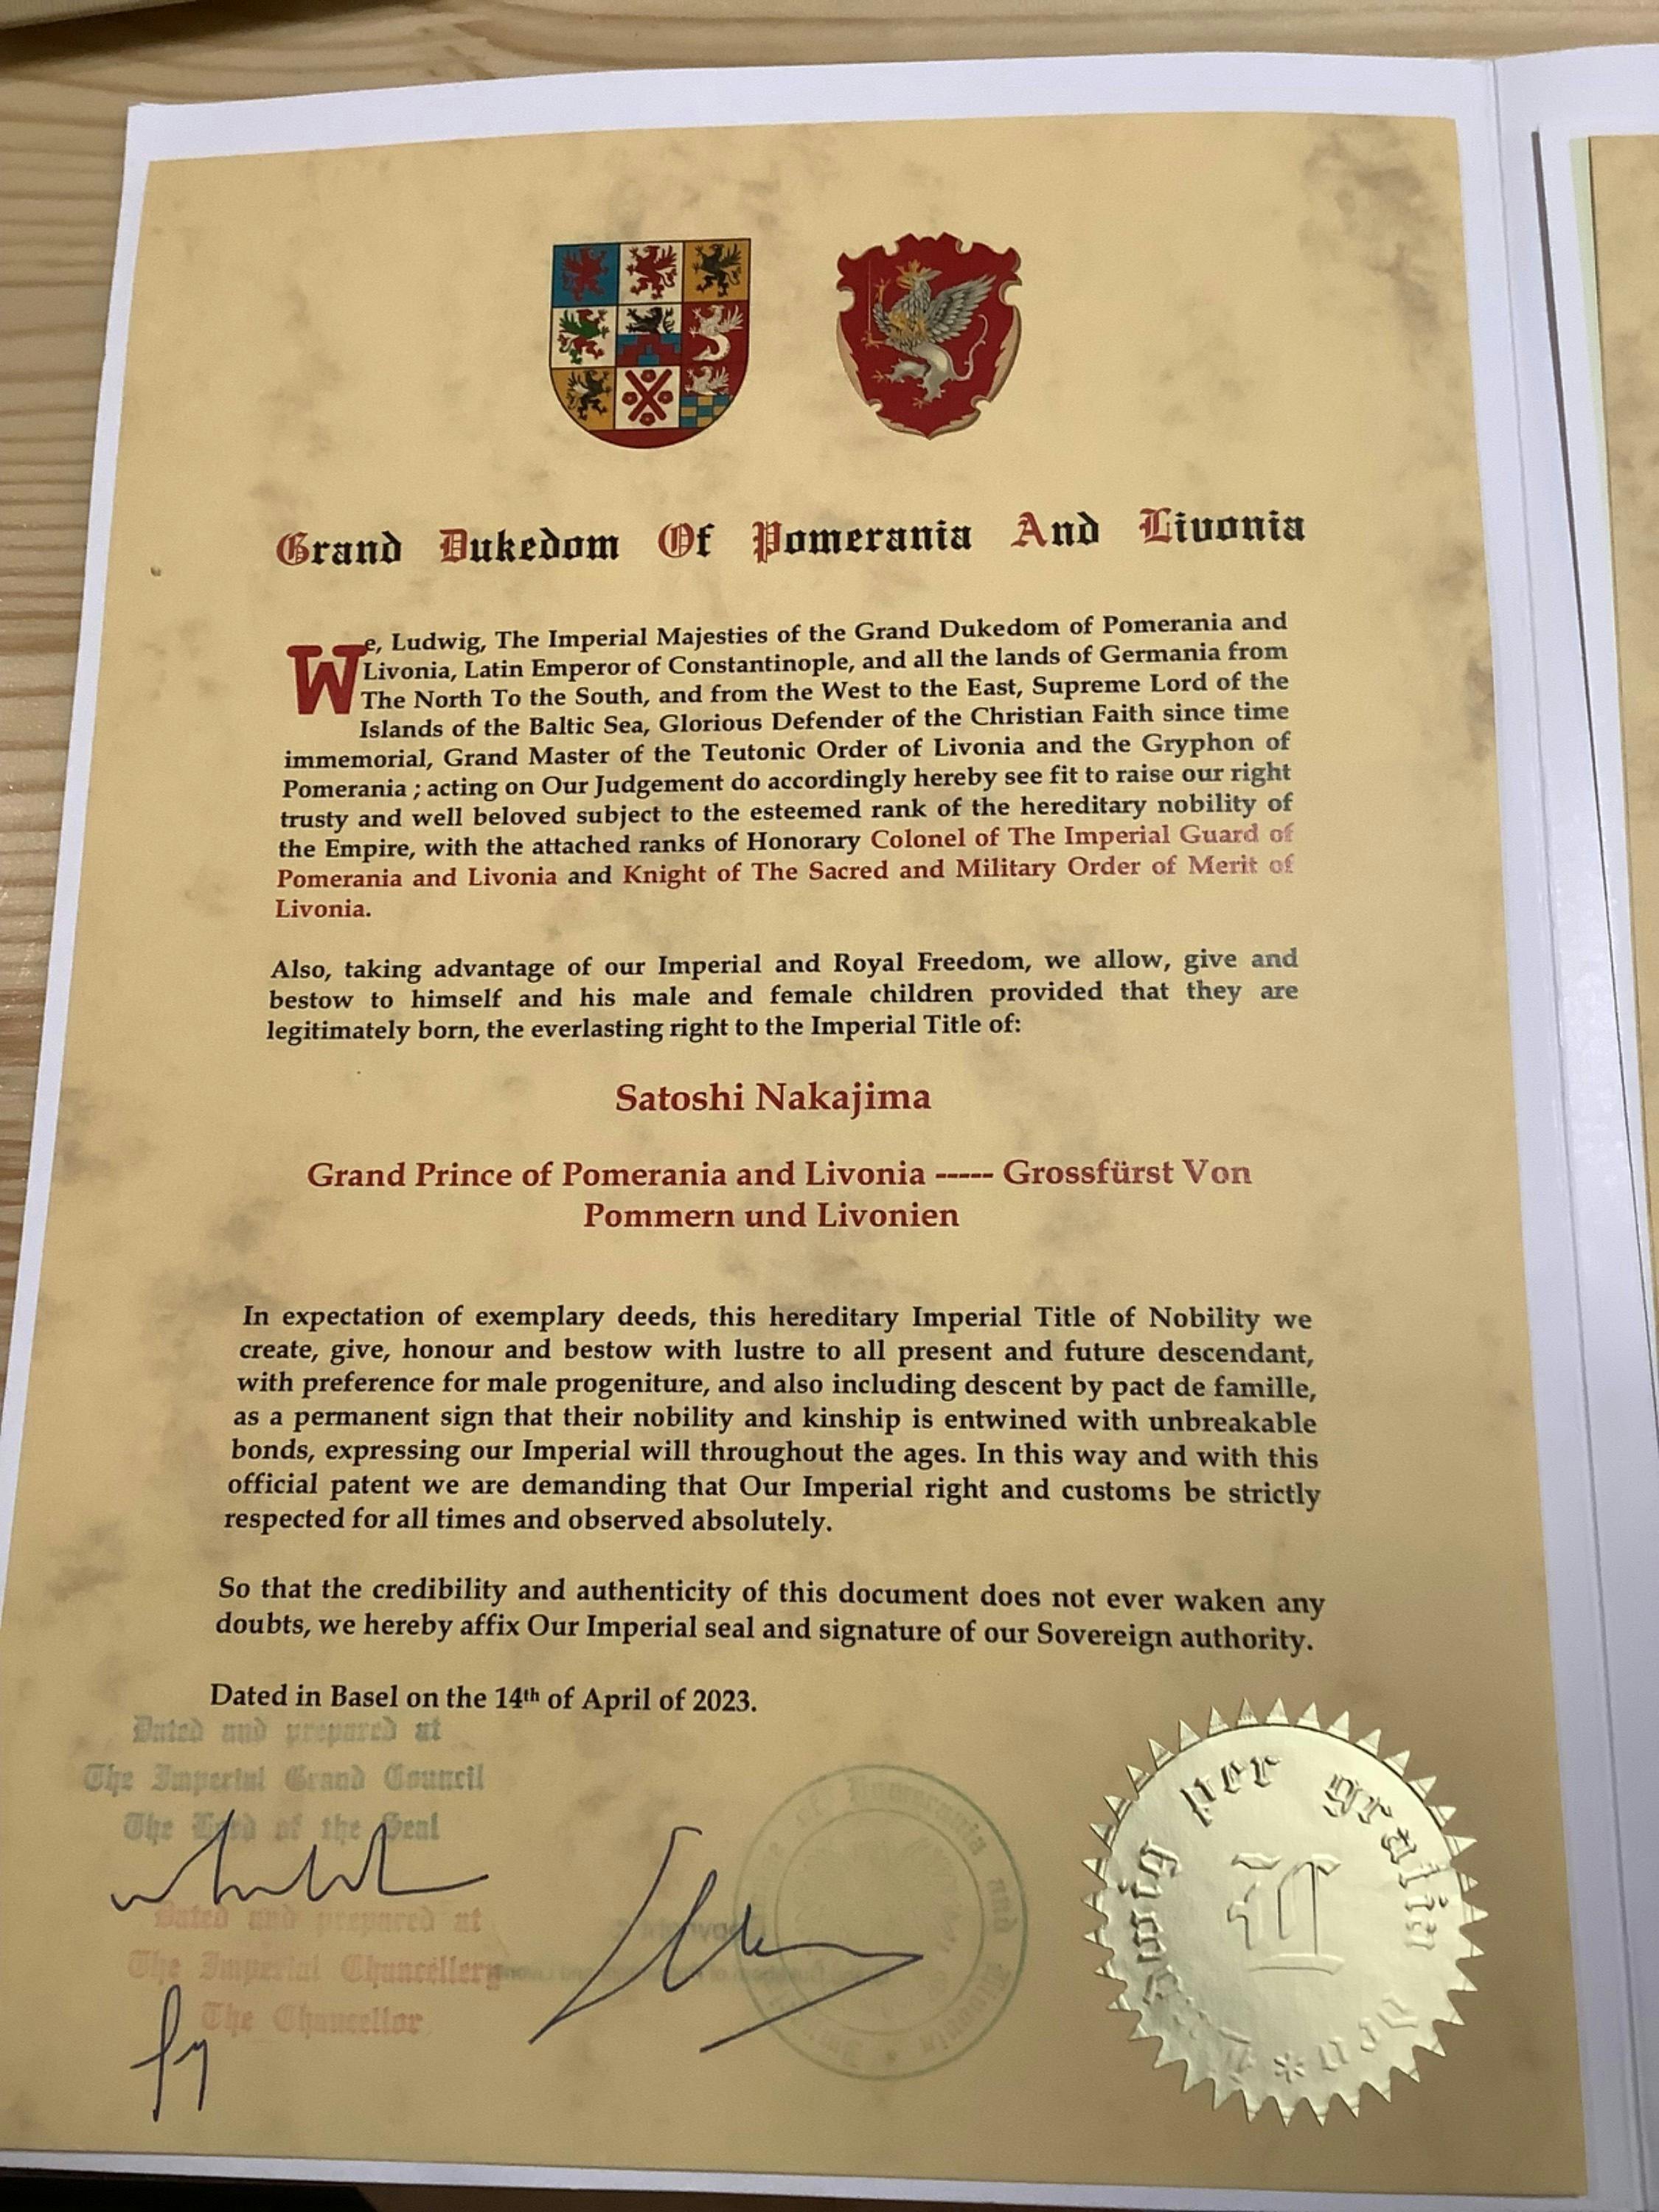 Grand Dukedom Of Pomerania And Livonia
We, Ludwig, The Imperial Majesties of the Grand Dukedom of Pomerania and
Livonia, Latin Emperor of Constantinople, and all the lands of Germania from
The North To the South, and from the West to the East, Supreme Lord of the
Islands of the Baltic Sea, Glorious Defender of the Christian Faith since time
immemorial, Grand Master of the Teutonic Order of Livonia and the Gryphon of
Pomerania ; acting on Our Judgement do accordingly hereby see fit to raise our right
trusty and well beloved subject to the esteemed rank of the hereditary nobility of
the Empire, with the attached ranks of Honorary Colonel of The Imperial Guard of
Pomerania and Livonia and Knight of The Sacred and Military Order of Merit of
Livonia.
Also, taking advantage of our Imperial and Royal Freedom, we allow, give and
bestow to himself and his male and female children provided that they are
legitimately born, the everlasting right to the Imperial Title of:
Satoshi Nakajima
Grand Prince of Pomerania and Livonia ----- Grossfürst Von
Pommern und Livonien
In expectation of exemplary deeds, this hereditary Imperial Title of Nobility we
create, give, honour and bestow with lustre to all present and future descendant,
with preference for male progeniture, and also including descent by pact de famille,
as a permanent sign that their nobility and kinship is entwined with unbreakable
bonds, expressing our Imperial will throughout the ages. In this way and with this
official patent we are demanding that Our Imperial right and customs be strictly
respected for all times and observed absolutely.
So that the credibility and authenticity of this document does not ever waken any
doubts, we hereby affix Our Imperial seal and signature of our Sovereign authority.
Dated in Basel on the 14th of April of 2023.
Dated and prepared at
The Imperial Grand Council
The Lord of the Seal
Dated and prepared at
The Imperial Chancellery
The Chancellor
of Pomerania and Livonia
per